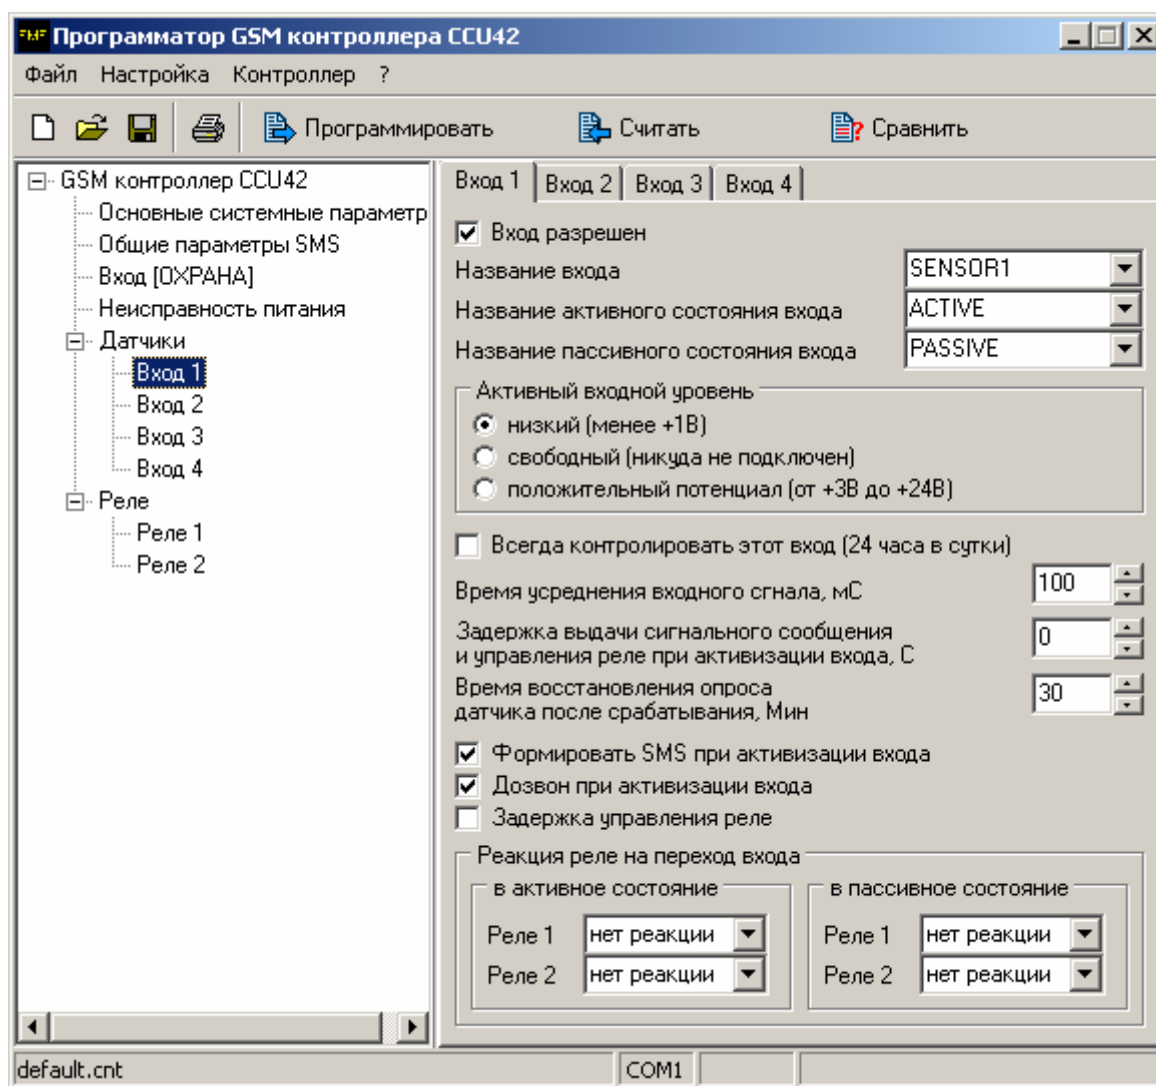 Программатор GSM контроллера CCU42
Файл Настройка Контроллер ?
Программировать Считать Сравнить
GSM контроллер CCU42
Основные системные параметр
Общие параметры SMS
Вход [ОХРАНА]
Неисправность питания
Датчики
Вход 1
Вход 2
Вход 3
Вход 4
Реле
Реле 1
Реле 2
Вход 1 Вход 2 Вход 3 Вход 4
Вход разрешен
Название входа SENSOR1
Название активного состояния входа ACTIVE
Название пассивного состояния входа PASSIVE
Активный входной уровень
низкий (менее +1В)
свободный (никуда не подключен)
положительный потенциал (от +3В до +24В)
Всегда контролировать этот вход (24 часа в сутки)
Время усреднения входного сгнала, мС 100
Задержка выдачи сигнального сообщения
и управления реле при активизации входа, С 0
Время восстановления опроса
датчика после срабатывания, Мин 30
Формировать SMS при активизации входа
Дозвон при активизации входа
Задержка управления реле
Реакция реле на переход входа
в активное состояние в пассивное состояние
Реле 1 нет реакции Реле 1 нет реакции
Реле 2 нет реакции Реле 2 нет реакции
default.cnt COM1